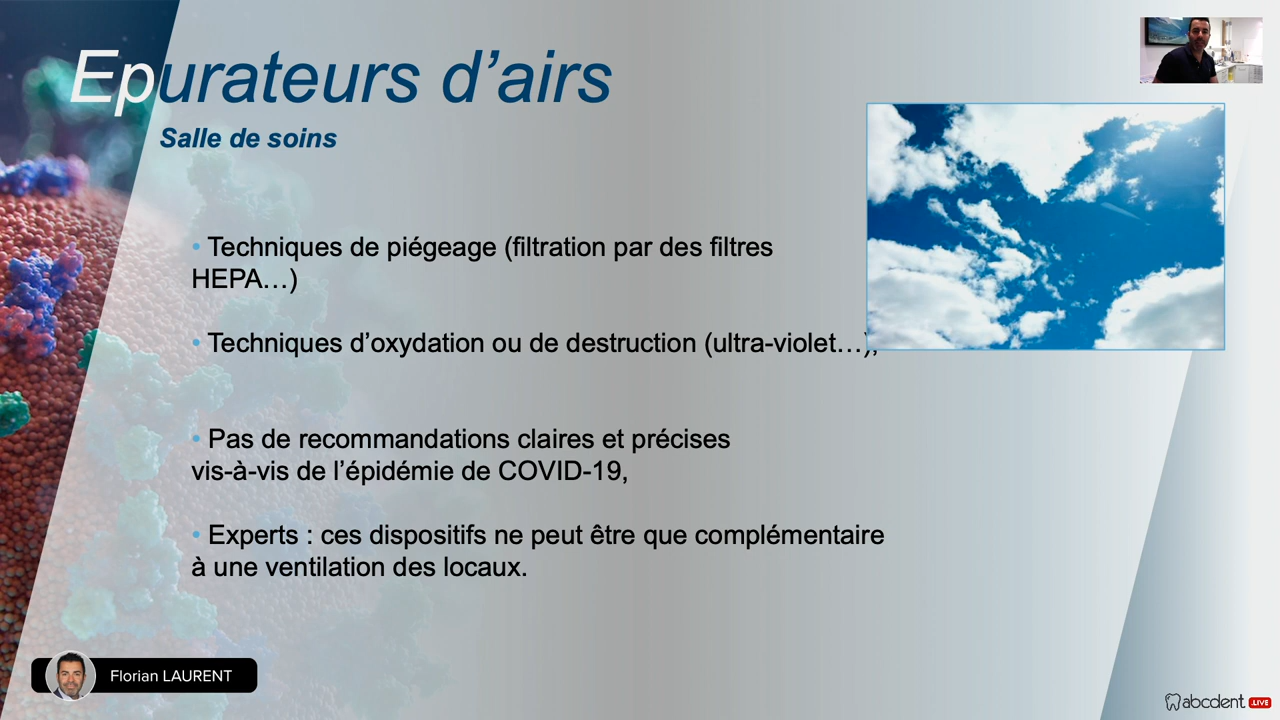 Epurateurs d’airs
Salle de soins
• Techniques de piégeage (filtration par des filtres
HEPA…)
• Techniques d’oxydation ou de destruction (ultra-violet…),
• Pas de recommandations claires et précises
vis-à-vis de l’épidémie de COVID-19,
• Experts : ces dispositifs ne peut être que complémentaire
à une ventilation des locaux.
Florian LAURENT
abcdent .LIVE